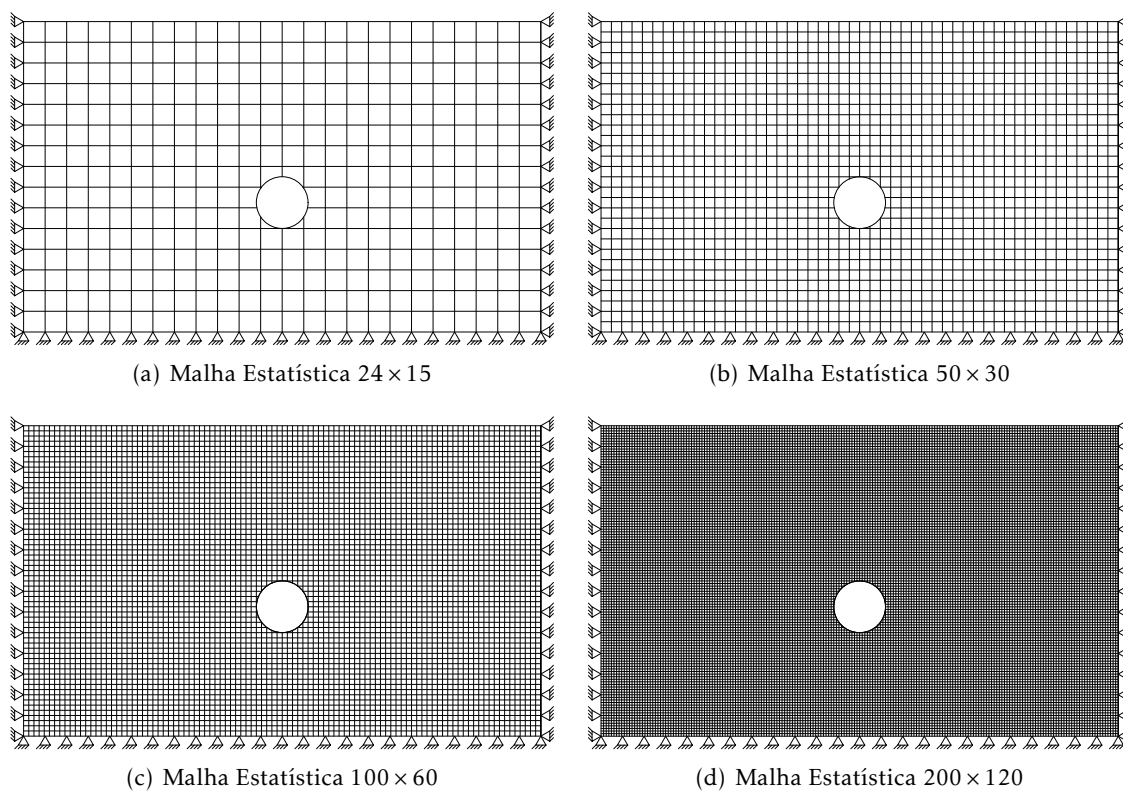 (a) Malha Estatística 24×15
(b) Malha Estatística 50×30
(c) Malha Estatística 100×60
(d) Malha Estatística 200×120